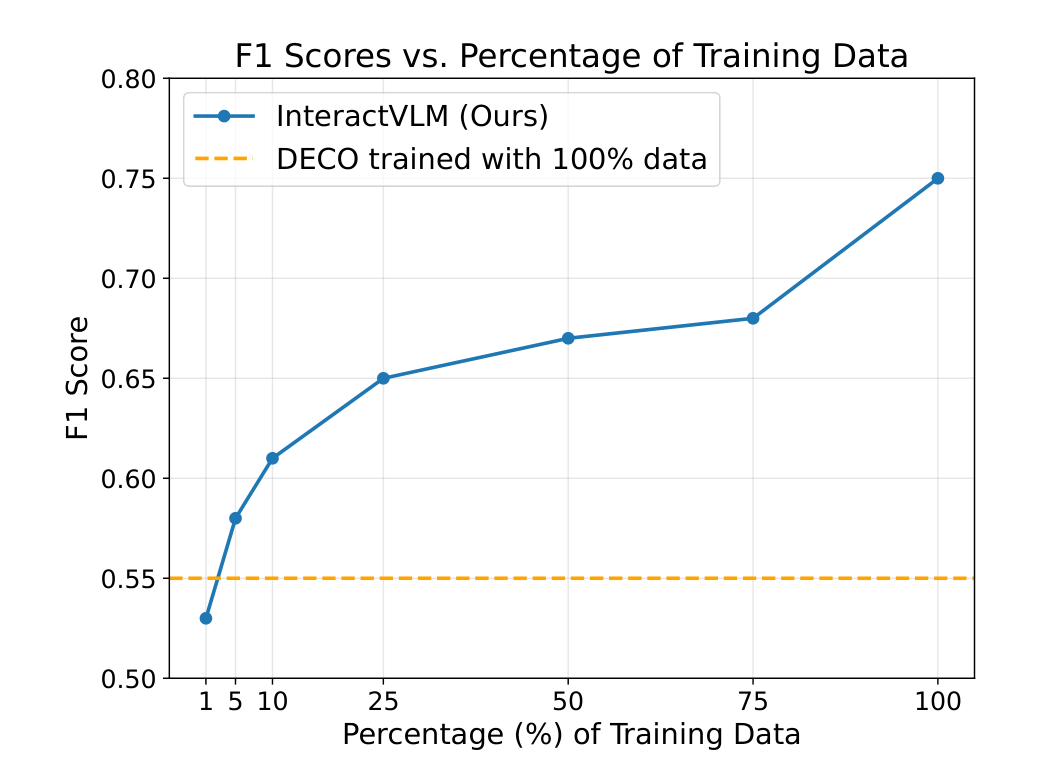 F1 Scores vs. Percentage of Training Data
InteractVLM (Ours)
DECO trained with 100% data
F1 Score
0.80
0.75
0.70
0.65
0.60
0.55
0.50
1 5 10 25 50 75 100
Percentage (%) of Training Data